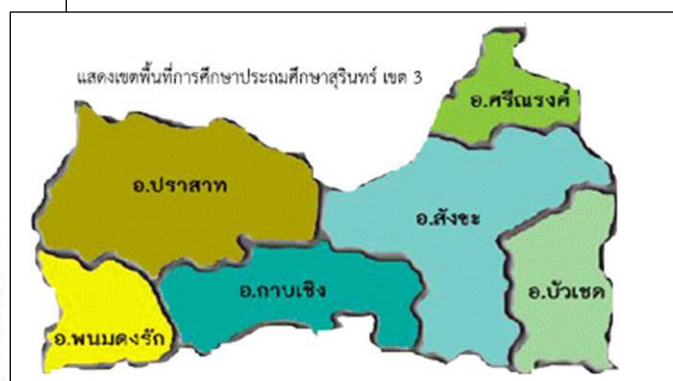 แสดงเขตพื้นที่การศึกษาประถมศึกษาสุรินทร์ เขต 3
อ.ศรีณรงค์
อ.ปราสาท
อ.สังขะ
อ.กาบเชิง
อ.บัวเชด
อ.พนมดงรัก